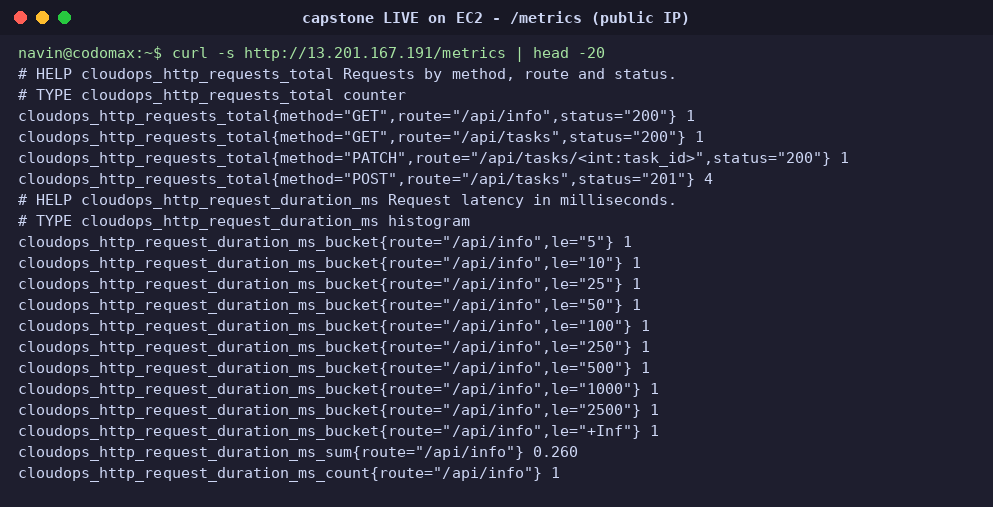 capstone LIVE on EC2 - /metrics (public IP)
navin@codomax:~$ curl -s http://13.201.167.191/metrics | head -20
# HELP cloudops_http_requests_total Requests by method, route and status.
# TYPE cloudops_http_requests_total counter
cloudops_http_requests_total{method="GET",route="/api/info",status="200"} 1
cloudops_http_requests_total{method="GET",route="/api/tasks",status="200"} 1
cloudops_http_requests_total{method="PATCH",route="/api/tasks/<int:task_id>",status="200"} 1
cloudops_http_requests_total{method="POST",route="/api/tasks",status="201"} 4
# HELP cloudops_http_request_duration_ms Request latency in milliseconds.
# TYPE cloudops_http_request_duration_ms histogram
cloudops_http_request_duration_ms_bucket{route="/api/info",le="5"} 1
cloudops_http_request_duration_ms_bucket{route="/api/info",le="10"} 1
cloudops_http_request_duration_ms_bucket{route="/api/info",le="25"} 1
cloudops_http_request_duration_ms_bucket{route="/api/info",le="50"} 1
cloudops_http_request_duration_ms_bucket{route="/api/info",le="100"} 1
cloudops_http_request_duration_ms_bucket{route="/api/info",le="250"} 1
cloudops_http_request_duration_ms_bucket{route="/api/info",le="500"} 1
cloudops_http_request_duration_ms_bucket{route="/api/info",le="1000"} 1
cloudops_http_request_duration_ms_bucket{route="/api/info",le="2500"} 1
cloudops_http_request_duration_ms_bucket{route="/api/info",le="+Inf"} 1
cloudops_http_request_duration_ms_sum{route="/api/info"} 0.260
cloudops_http_request_duration_ms_count{route="/api/info"} 1